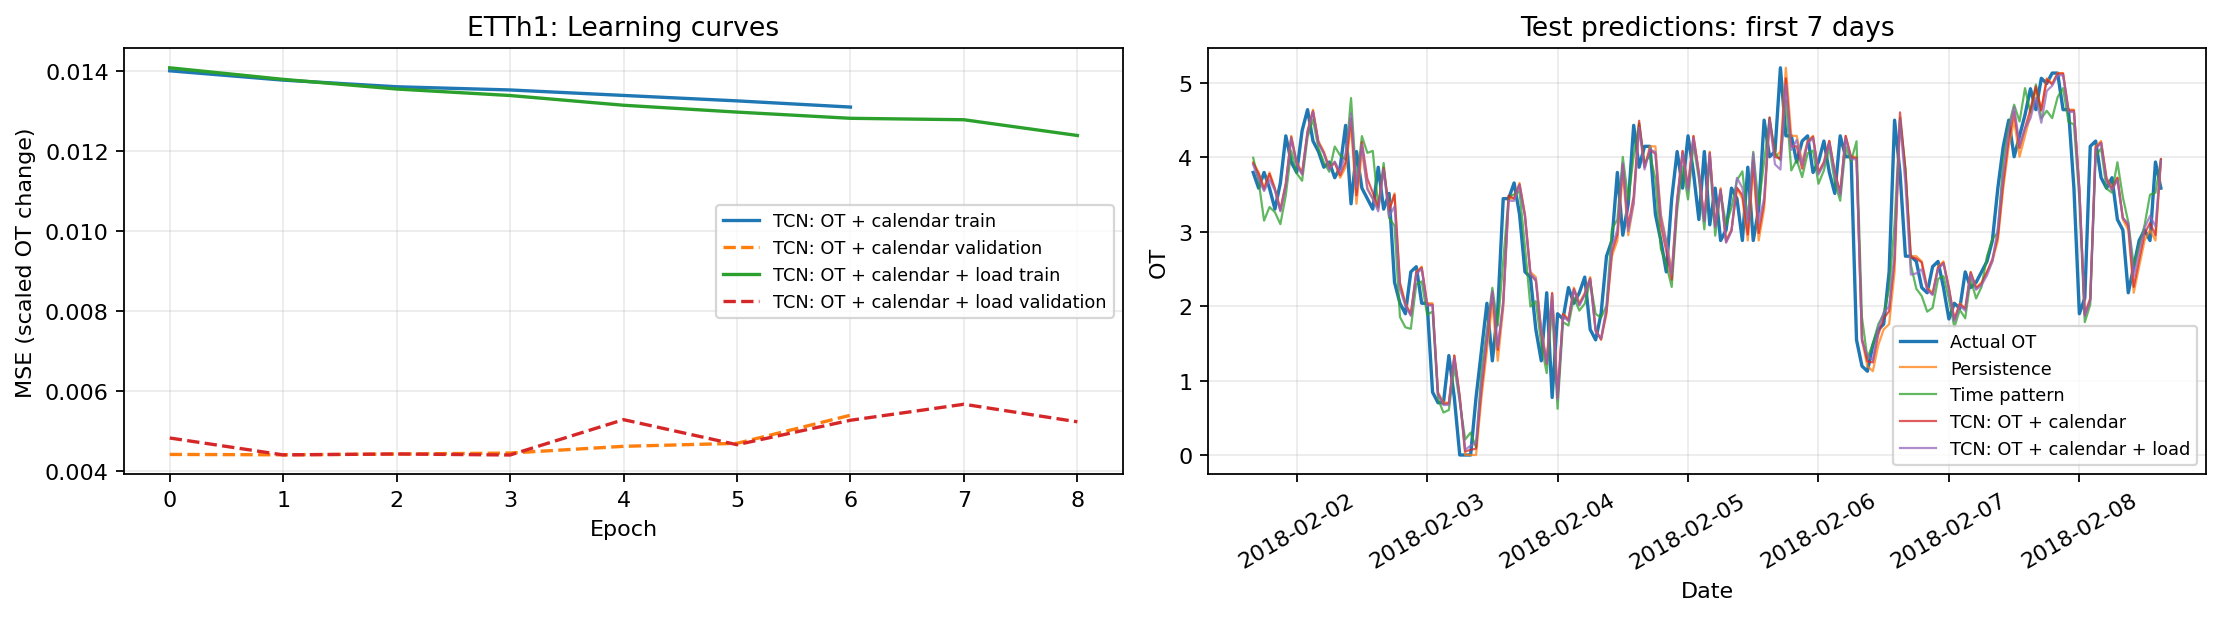 ETTh1: Learning curves
MSE (scaled OT change)
0.014
0.012
0.010
0.008
0.006
0.004
TCN: OT + calendar train
TCN: OT + calendar validation
TCN: OT + calendar + load train
TCN: OT + calendar + load validation
0 1 2 3 4 5 6 7 8
Epoch
Test predictions: first 7 days
OT
5
4
3
2
1
0
Actual OT
Persistence
Time pattern
TCN: OT + calendar
TCN: OT + calendar + load
2018-02-02 2018-02-03 2018-02-04 2018-02-05 2018-02-06 2018-02-07 2018-02-08
Date